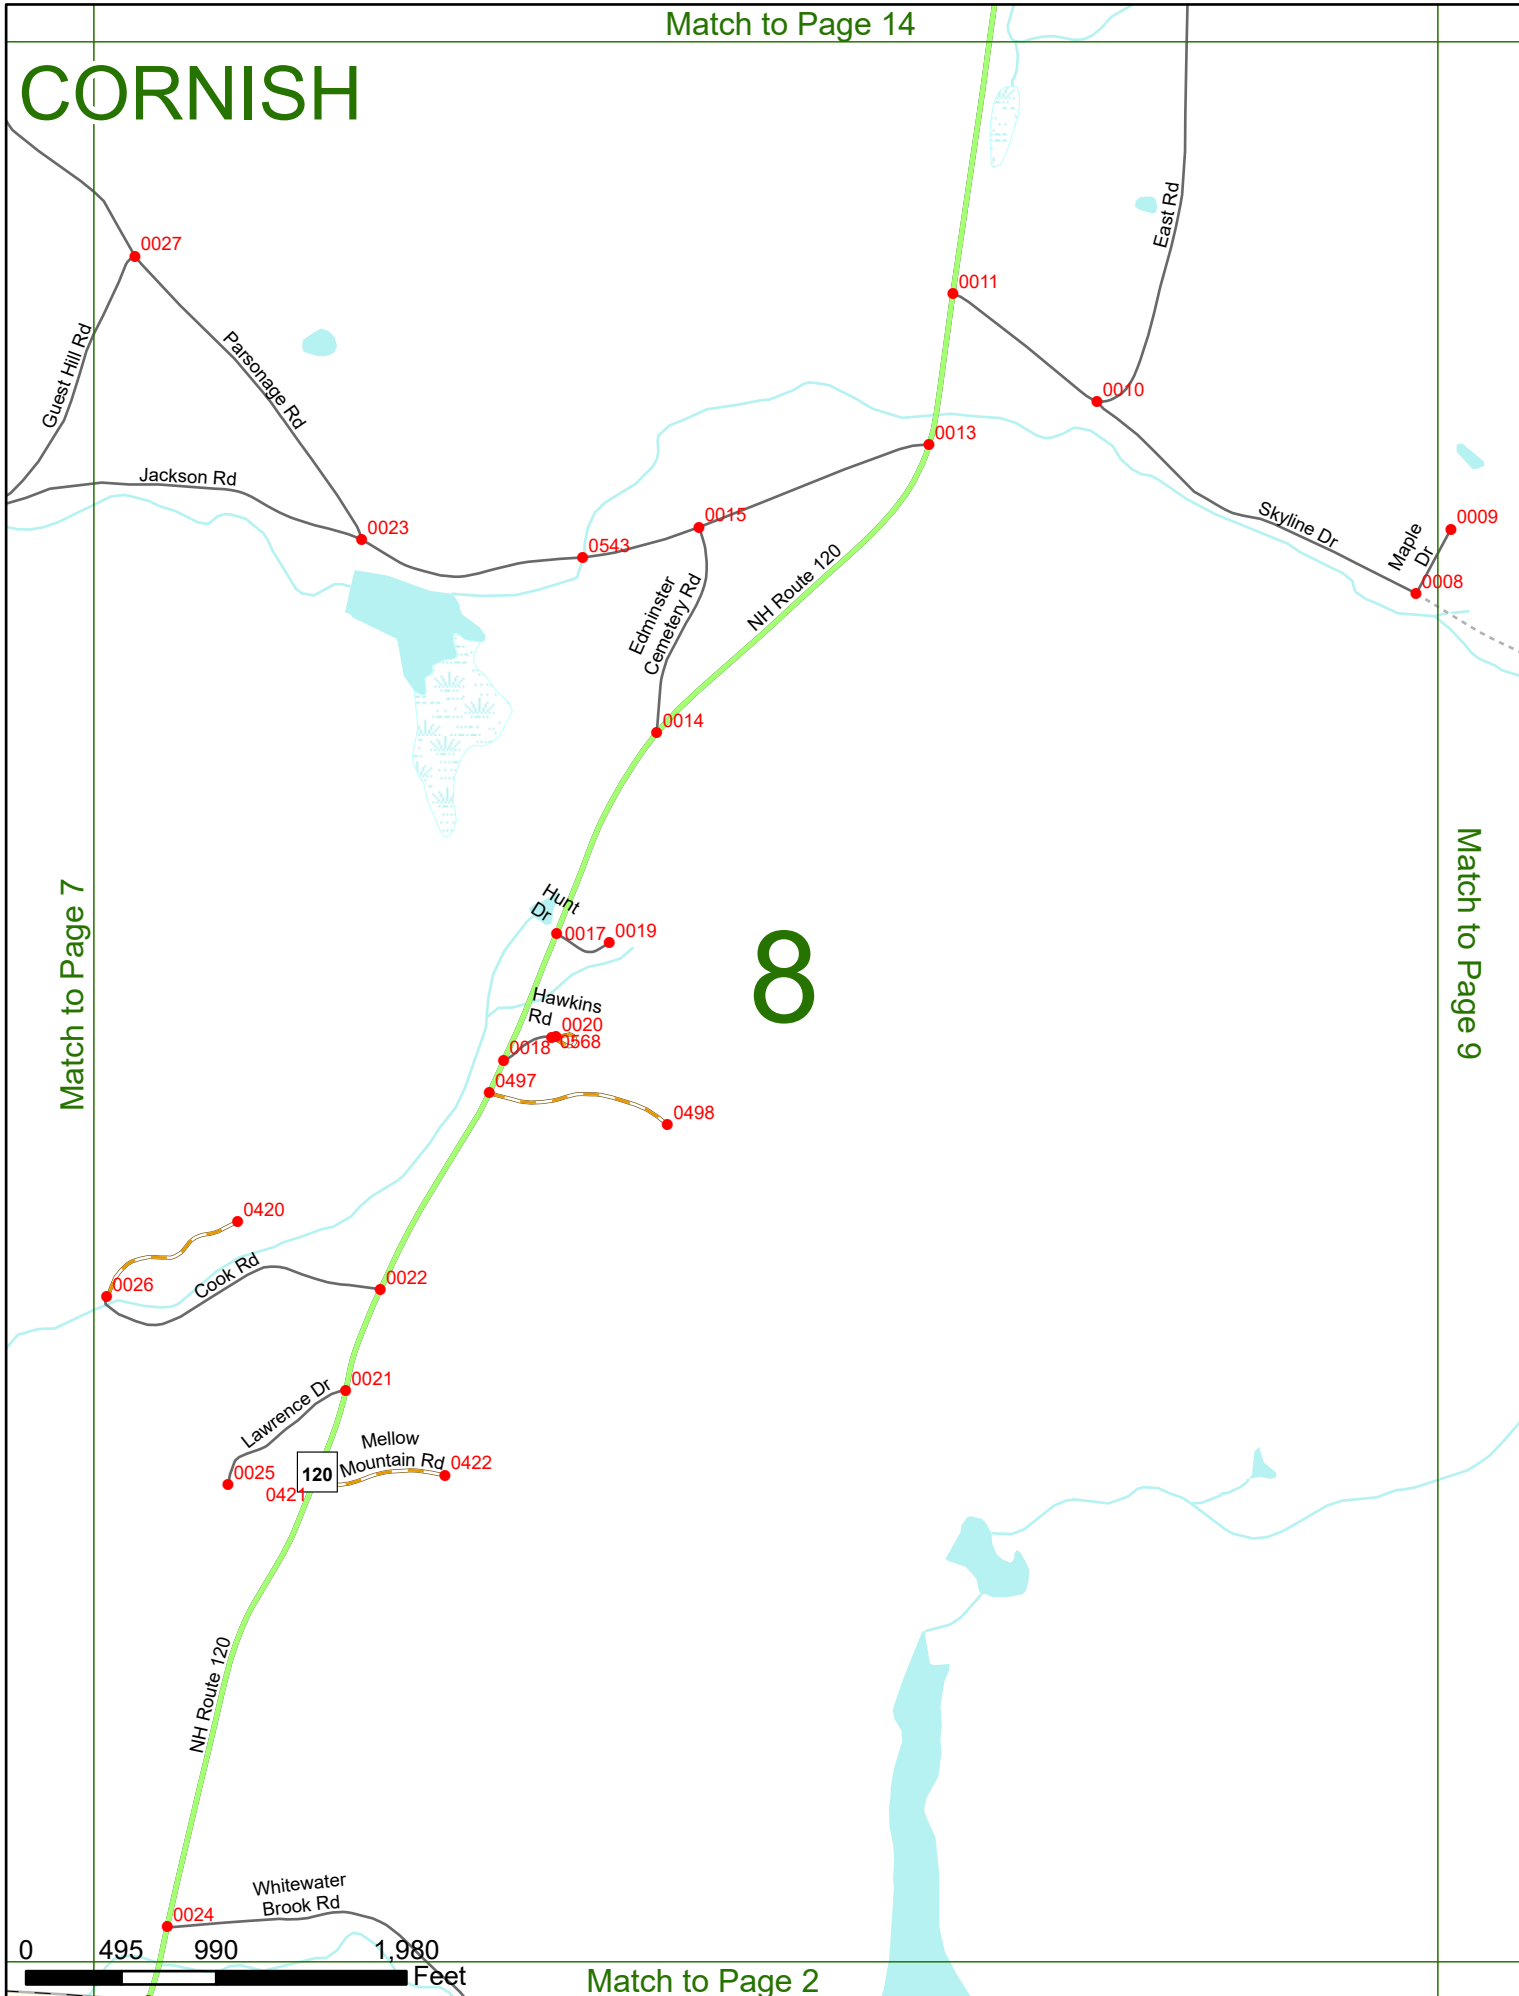 Match to Page 14
CORNISH
0027
0011
East Rd
Guest Hill Rd
Parsonage Rd
0010
0013
Jackson Rd
0023
0015
0543
Skyline Dr
Maple
Dr
0009
0008
NH Route 120
Edminster
Cemetery Rd
0014
Match to Page 7
Match to Page 9
Hunt
Dr
0017
0019
8
Hawkins
Rd
0020
0568
0018
0497
0498
0420
0026
Cook Rd
0022
0021
Lawrence Dr
Mellow
Mountain Rd
0422
0025
120
0421
NH Route 120
Whitewater
Brook Rd
0024
0 495 990 1,980
Feet
Match to Page 2